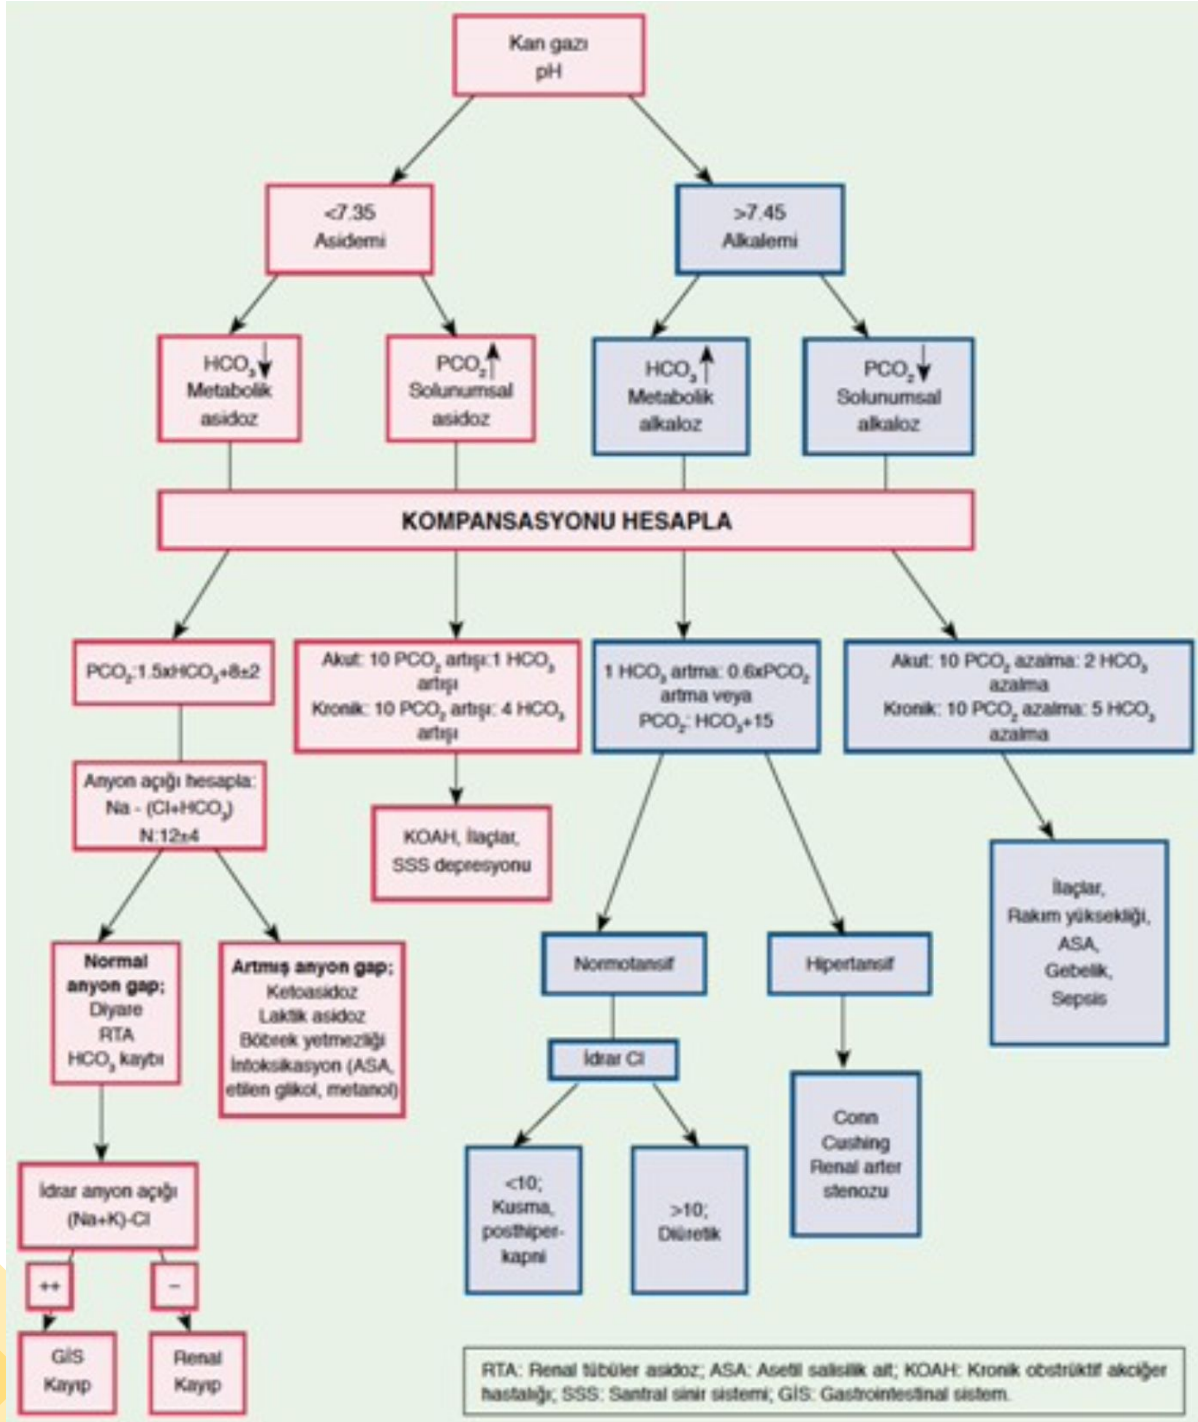 Kan gazı
pH
<7.35
Asidemi
>7.45
Alkalemi
HCO₃
Metabolik
asidoz
PCO₂
Solunumsal
asidoz
HCO₃
Metabolik
alkaloz
PCO₂
Solunumsal
alkaloz
KOMPANSASYONU HESAPLA
PCO₂:1.5xHCO₃+8±2
Akut: 10 PCO₂ artışı:1 HCO₃
artışı
Kronik: 10 PCO₂ artışı: 4 HCO₃
artışı
1 HCO₃ artma: 0.6xPCO₂
artma veya
PCO₂: HCO₃+15
Akut: 10 PCO₂ azalma: 2 HCO₃
azalma
Kronik: 10 PCO₂ azalma: 5 HCO₃
azalma
Anyon açığı hesapla:
Na - (Cl+HCO₃)
N:12±4
KOAH, İlaçlar,
SSS depresyonu
İlaçlar,
Rakım yüksekliği,
ASA,
Gebelik,
Sepsis
Normal
anyon gap;
Diyare
RTA
HCO₃ kaybı
Artmış anyon gap;
Ketoasidoz
Laktik asidoz
Böbrek yetmezliği
İntoksikasyon (ASA,
etilen glikol, metanol)
Normotansif
Hipertansif
İdrar Cl
<10;
Kusma,
posthiper-
kapni
>10;
Diüretik
Conn
Cushing
Renal arter
stenozu
İdrar anyon açığı
(Na+K)-Cl
++
–
GİS
Kayıp
Renal
Kayıp
RTA: Renal tübüler asidoz; ASA: Asetil salisilik ait; KOAH: Kronik obstrüktif akciğer
hastalığı; SSS: Santral sinir sistemi; GİS: Gastrointestinal sistem.